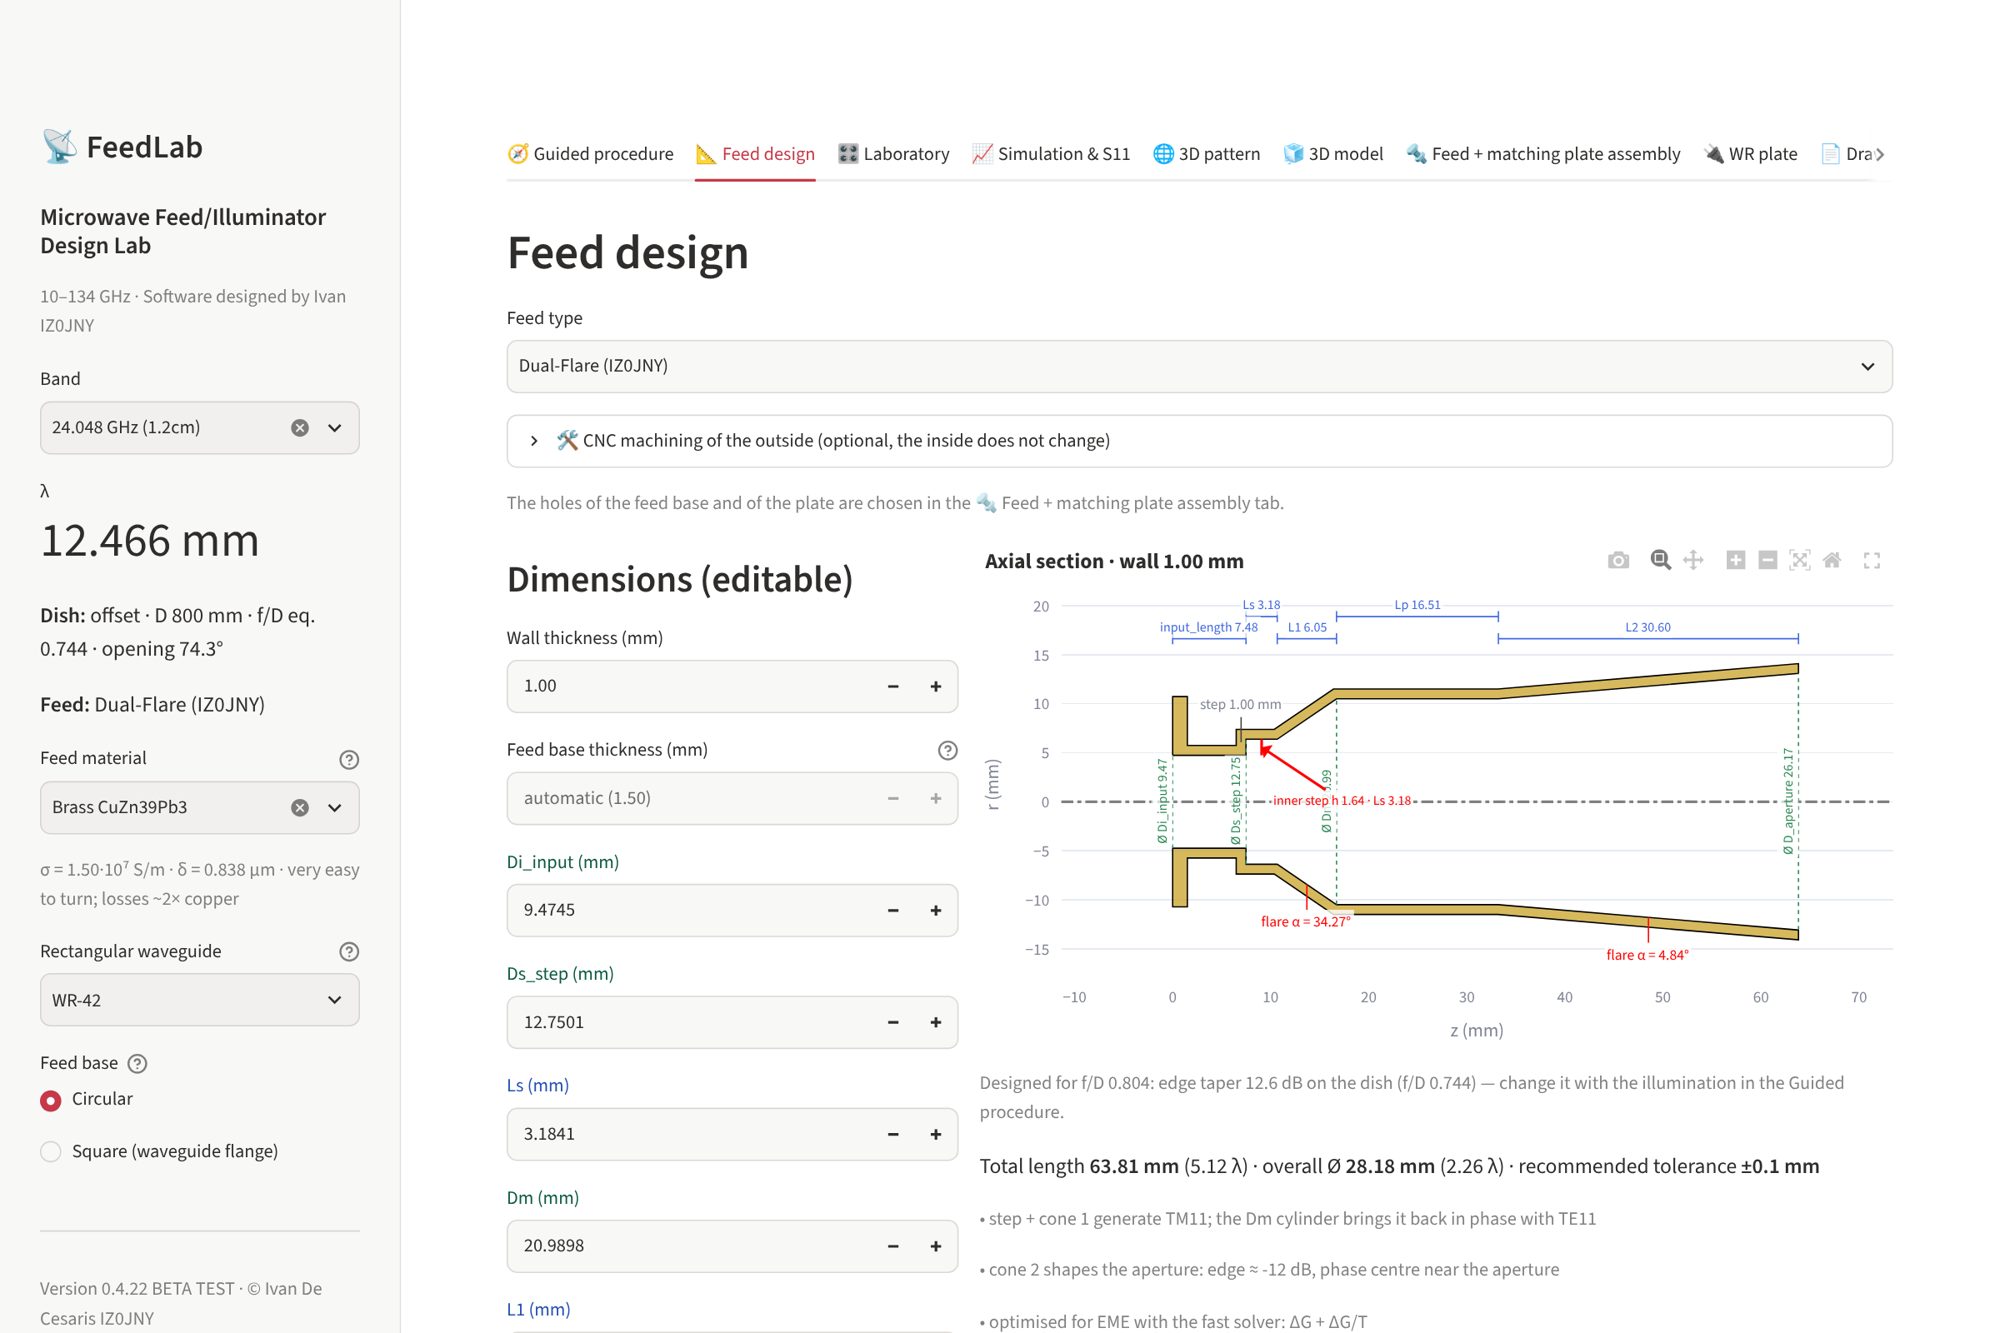 📡 FeedLab
Microwave Feed/Illuminator
Design Lab
10–134 GHz · Software designed by Ivan
IZ0JNY
Band
24.048 GHz (1.2cm)
λ
12.466 mm
Dish: offset · D 800 mm · f/D eq.
0.744 · opening 74.3°
Feed: Dual-Flare (IZ0JNY)
Feed material
Brass CuZn39Pb3
σ = 1.50·10⁷ S/m · δ = 0.838 µm · very easy
to turn; losses ~2× copper
Rectangular waveguide
WR-42
Feed base
Circular
Square (waveguide flange)
Version 0.4.22 BETA TEST · © Ivan De
Cesaris IZ0JNY
🧭 Guided procedure 📐 Feed design 🎛️ Laboratory 📈 Simulation & S11 🌐 3D pattern 🧊 3D model 🔩 Feed + matching plate assembly 🔌 WR plate 📄 Dra
Feed design
Feed type
Dual-Flare (IZ0JNY)
🛠️ CNC machining of the outside (optional, the inside does not change)
The holes of the feed base and of the plate are chosen in the 🔩 Feed + matching plate assembly tab.
Dimensions (editable)
Wall thickness (mm)
1.00
Feed base thickness (mm)
automatic (1.50)
Di_input (mm)
9.4745
Ds_step (mm)
12.7501
Ls (mm)
3.1841
Dm (mm)
20.9898
L1 (mm)
Axial section · wall 1.00 mm
Ls 3.18
Lp 16.51
input_length 7.48
L1 6.05
L2 30.60
step 1.00 mm
Ø Di_input 9.47
Ø Ds_step 12.75
inner step h 1.64 · Ls 3.18
Ø D_aperture 26.17
flare α = 34.27°
flare α = 4.84°
r (mm)
20
15
10
5
0
−5
−10
−15
−10 0 10 20 30 40 50 60 70
z (mm)
Designed for f/D 0.804: edge taper 12.6 dB on the dish (f/D 0.744) — change it with the illumination in the Guided
procedure.
Total length 63.81 mm (5.12 λ) · overall Ø 28.18 mm (2.26 λ) · recommended tolerance ±0.1 mm
• step + cone 1 generate TM11; the Dm cylinder brings it back in phase with TE11
• cone 2 shapes the aperture: edge ≈ -12 dB, phase centre near the aperture
• optimised for EME with the fast solver: ΔG + ΔG/T